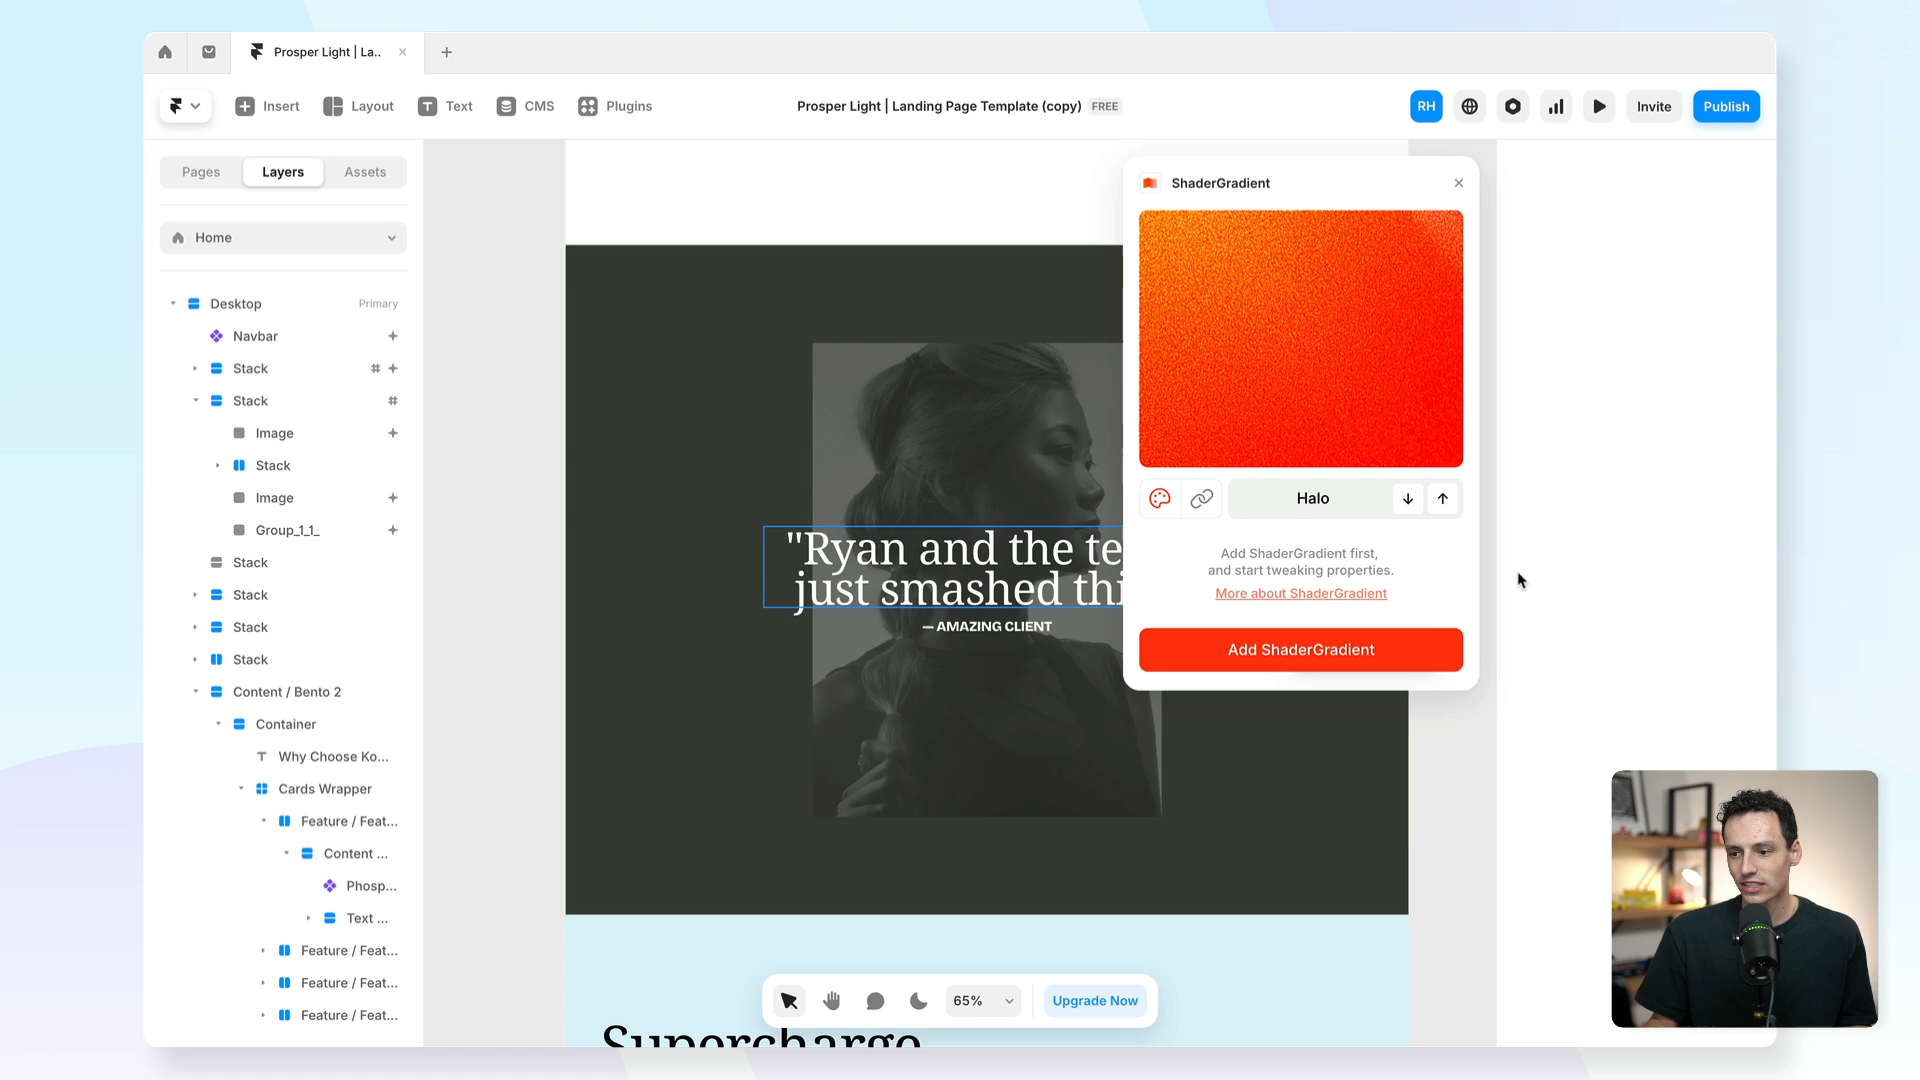 Prosper Light | La..
Insert
Layout
Text
CMS
Plugins
Prosper Light | Landing Page Template (copy)
FREE
RH
Invite
Publish
Pages
Layers
Assets
Home
Desktop
Primary
Navbar
Stack
Stack
Image
Stack
Image
Group_1_1_
Stack
Stack
Stack
Stack
Content / Bento 2
Container
Why Choose Ko...
Cards Wrapper
Feature / Feat...
Content ...
Phosp...
Text ...
Feature / Feat...
Feature / Feat...
Feature / Feat...
"Ryan and the te
just smashed thi
— AMAZING CLIENT
ShaderGradient
Halo
Add ShaderGradient first,
and start tweaking properties.
More about ShaderGradient
Add ShaderGradient
65%
Upgrade Now
Supercharge